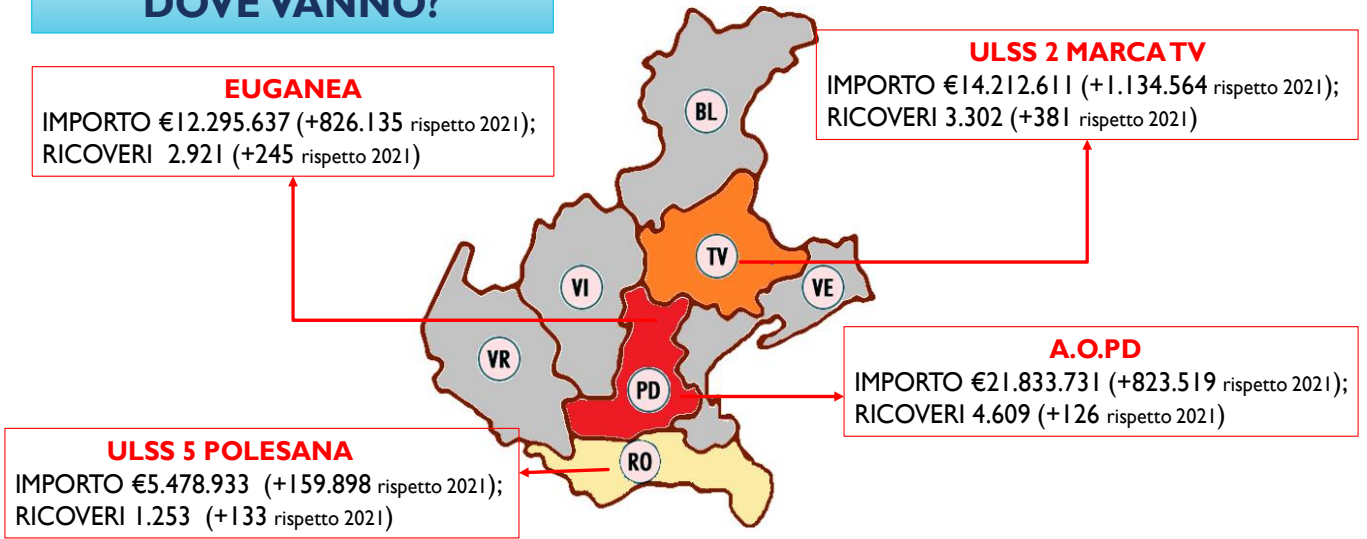 DOVE VANNO?
EUGANEA
IMPORTO €12.295.637 (+826.135 rispetto 2021);
RICOVERI 2.921 (+245 rispetto 2021)
ULSS 2 MARCA TV
IMPORTO €14.212.611 (+1.134.564 rispetto 2021);
RICOVERI 3.302 (+381 rispetto 2021)
BL
TV
VI
VE
VR
PD
RO
A.O.PD
IMPORTO €21.833.731 (+823.519 rispetto 2021);
RICOVERI 4.609 (+126 rispetto 2021)
ULSS 5 POLESANA
IMPORTO €5.478.933 (+159.898 rispetto 2021);
RICOVERI 1.253 (+133 rispetto 2021)